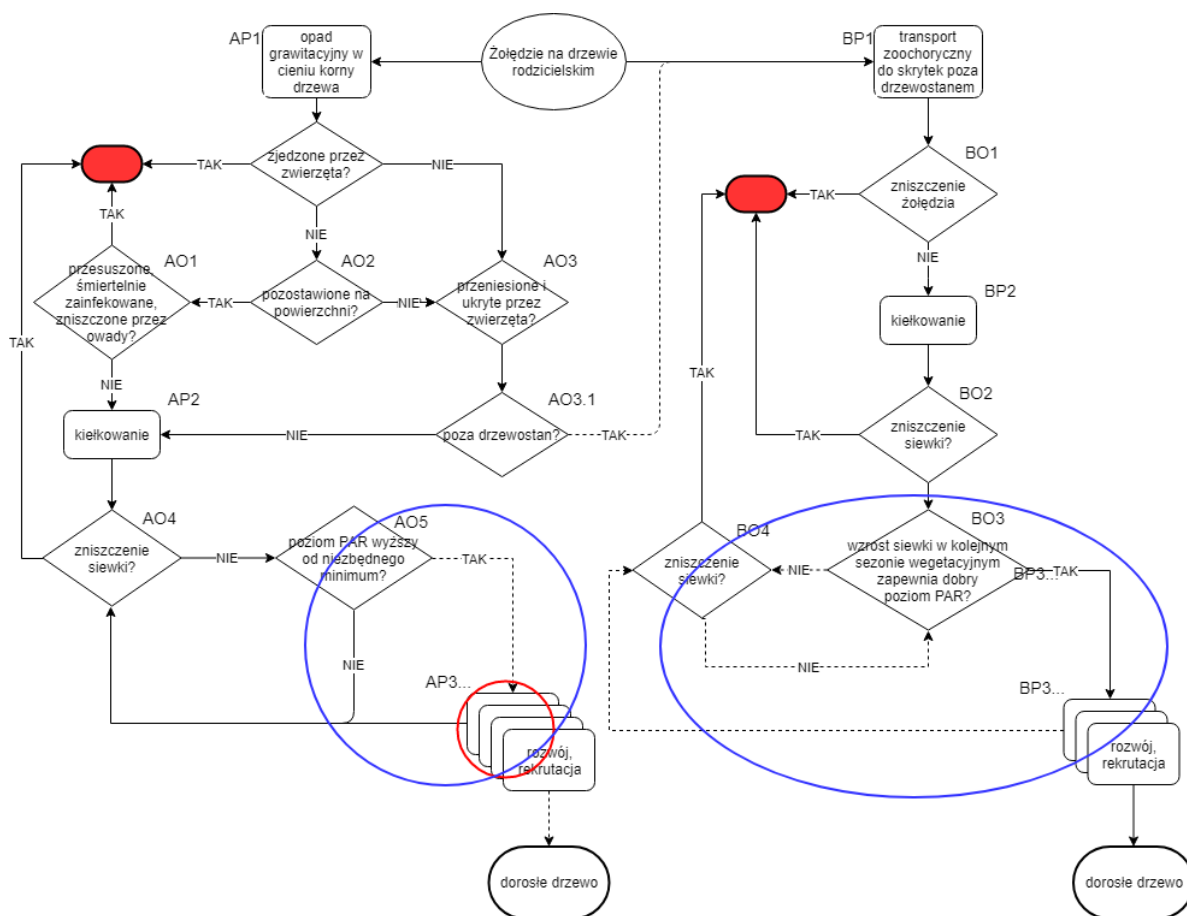 AP1
opad
grawitacyjny w
cieniu korny
drzewa
Żołędzie na drzewie
rodzicielskim
BP1
transport
zoochoryczny
do skrytek poza
drzewostanem
zjedzone przez
zwierzęta?
TAK
NIE
NIE
TAK
BO1
zniszczenie
żołędzia
TAK
NIE
AO1
przesuszone,
śmiertelnie
zainfekowane,
zniszczone przez
owady?
AO2
pozostawione na
powierzchni?
TAK
NIE
AO3
przeniesione i
ukryte przez
zwierzęta?
BP2
kiełkowanie
TAK
NIE
AP2
kiełkowanie
NIE
AO3.1
poza drzewostan?
TAK
TAK
BO2
zniszczenie
siewki?
TAK
AO4
zniszczenie
siewki?
NIE
AO5
poziom PAR wyższy
od niezbędnego
minimum?
TAK
NIE
BO4
zniszczenie
siewki?
NIE
BO3
wzrost siewki w kolejnym
sezonie wegetacyjnym
zapewnia dobry
poziom PAR?
BP3...
TAK
NIE
AP3...
rozwój,
rekrutacja
BP3...
rozwój,
rekrutacja
dorosłe drzewo
dorosłe drzewo